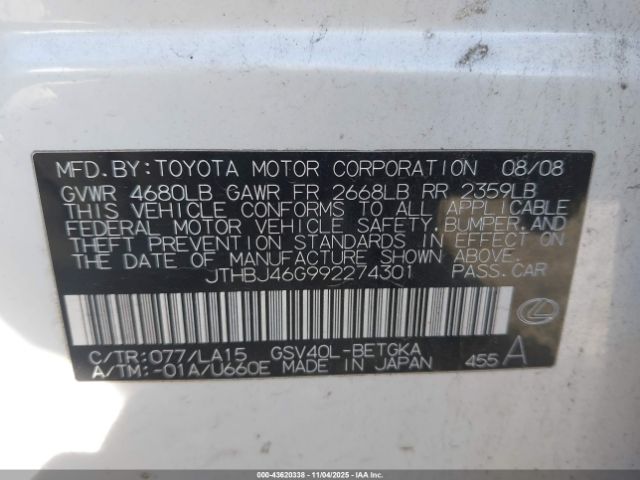 MFD.BY:TOYOTA MOTOR CORPORATION 08/08
GVWR 4680LB GAWR FR 2668LB RR 2359LB
THIS VEHICLE CONFORMS TO ALL APPLICABLE
FEDERAL MOTOR VEHICLE SAFETY,BUMPER,AND
THEFT PREVENTION STANDARDS IN EFFECT ON
THE DATE OF MANUFACTURE SHOWN ABOVE.
JTHBJ46G992274301 PASS.CAR
C/TR:077/LA15 GSV40L-BETGKA
A/TM:-01A/U660E MADE IN JAPAN 455 A
000-43620338 - 11/04/2025 - IAAHQCARS.COM